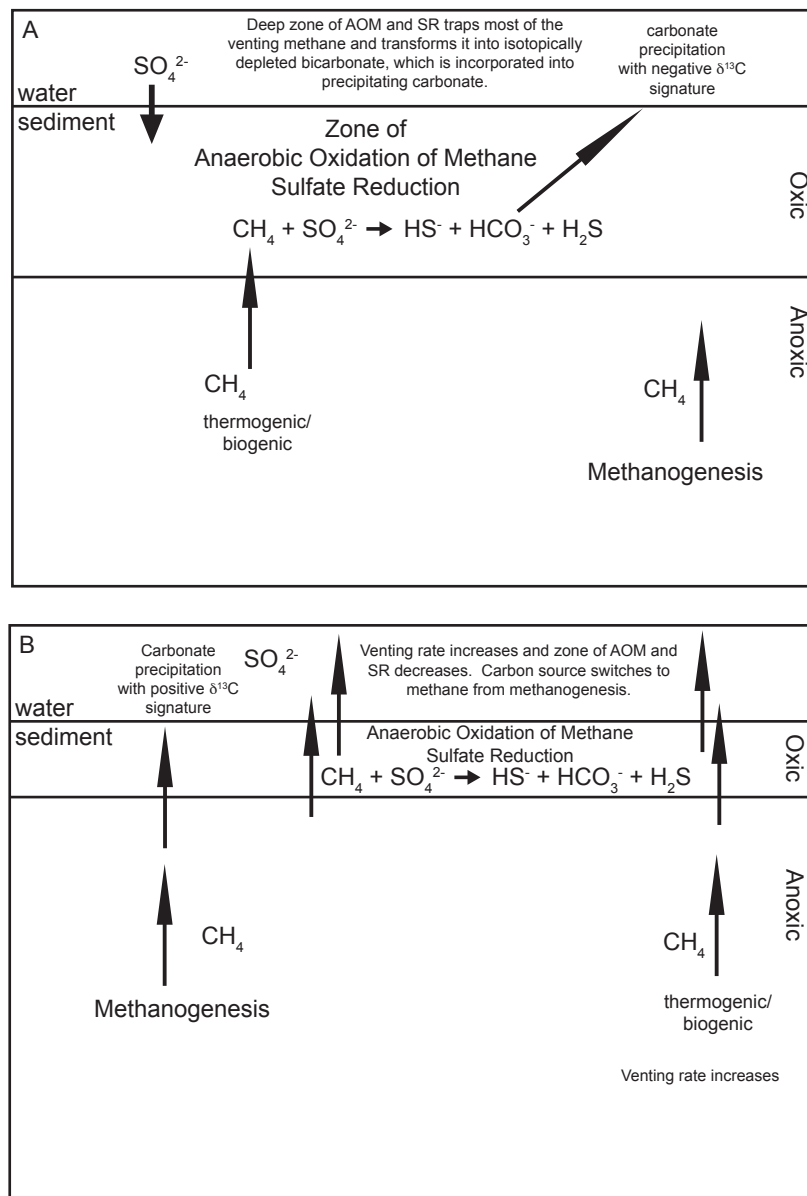 A
Deep zone of AOM and SR traps most of the
venting methane and transforms it into isotopically
depleted bicarbonate, which is incorporated into
precipitating carbonate.
carbonate
precipitation
with negative δ¹³C
signature
SO₄²⁻
water
sediment
Zone of
Anaerobic Oxidation of Methane
Sulfate Reduction
CH₄ + SO₄²⁻ → HS⁻ + HCO₃⁻ + H₂S
Oxic
Anoxic
CH₄
thermogenic/
biogenic
CH₄
Methanogenesis
B
Carbonate
precipitation
with positive δ¹³C
signature
SO₄²⁻
Venting rate increases and zone of AOM and
SR decreases. Carbon source switches to
methane from methanogenesis.
water
sediment
Anaerobic Oxidation of Methane
Sulfate Reduction
CH₄ + SO₄²⁻ → HS⁻ + HCO₃⁻ + H₂S
Oxic
Anoxic
CH₄
Methanogenesis
CH₄
thermogenic/
biogenic
Venting rate increases